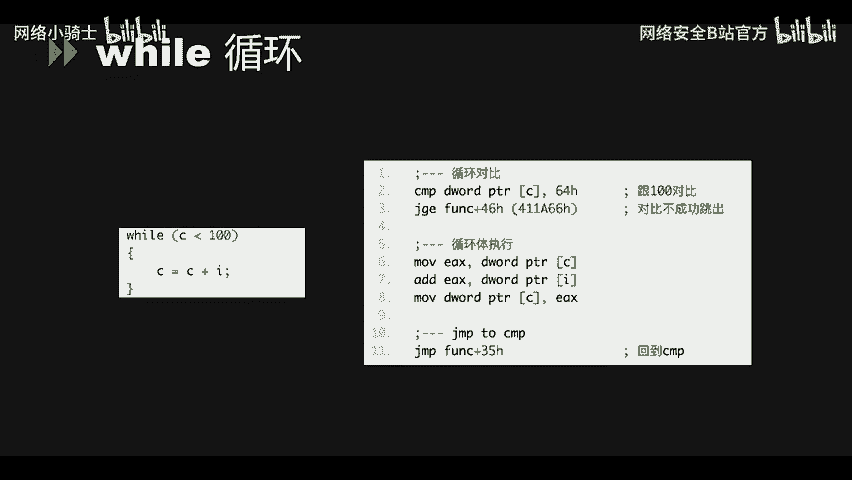 网络小骑士 bilibili
网络安全B站官方 bilibili
while 循环
while (c < 100)
{
c = c + i;
}
1. ;--- 循环对比
2. cmp dword ptr [c], 64h ; 跟100对比
3. jge func+46h (411A66h) ; 对比不成功跳出
4.
5. ;--- 循环体执行
6. mov eax, dword ptr [c]
7. add eax, dword ptr [i]
8. mov dword ptr [c], eax
9.
10. ;--- jmp to cmp
11. jmp func+35h ; 回到cmp